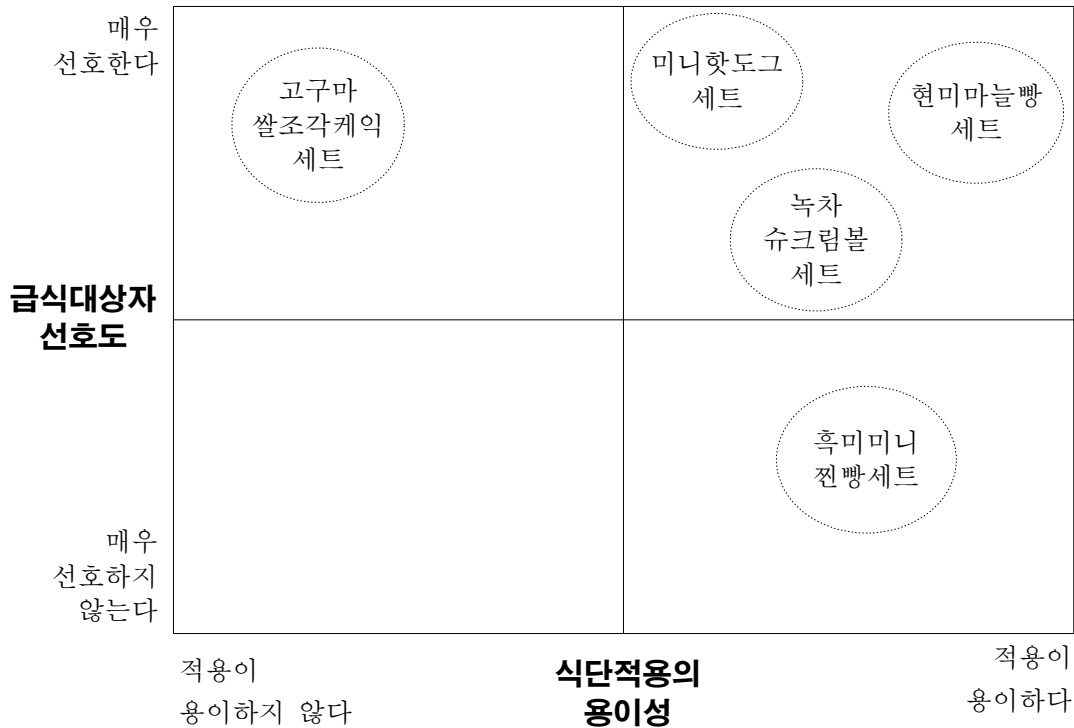 매우
선호한다
고구마
쌀조각케익
세트
미니핫도그
세트
현미마늘빵
세트
녹차
슈크림볼
세트
급식대상자
선호도
흑미미니
찐빵세트
매우
선호하지
않는다
적용이
용이하지 않다
식단적용의
용이성
적용이
용이하다